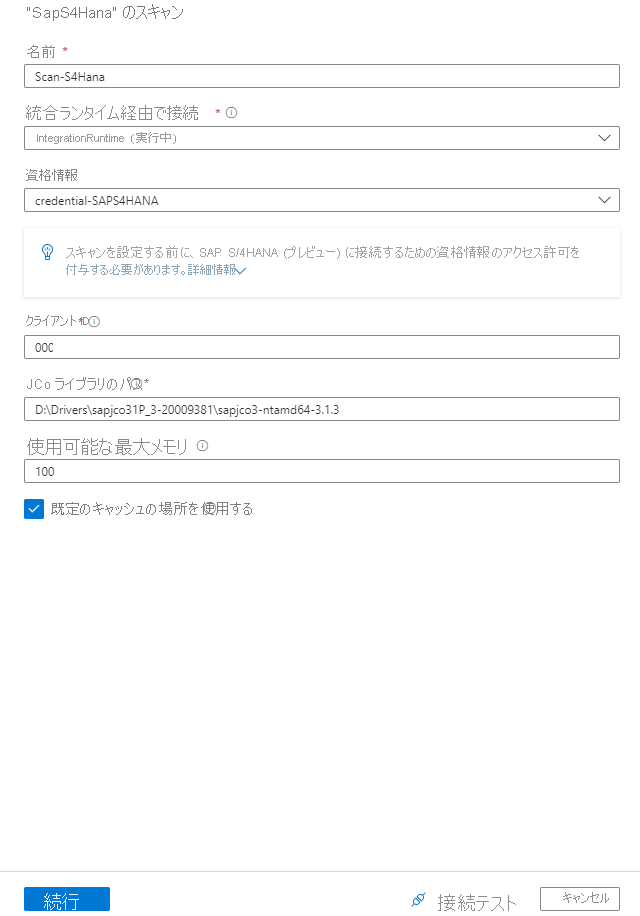 "SapS4Hana" のスキャン
名前 *
Scan-S4Hana
統合ランタイム経由で接続 *
IntegrationRuntime (実行中)
資格情報
credential-SAPS4HANA
スキャンを設定する前に、SAP S/4HANA (プレビュー) に接続するための資格情報のアクセス許可を
付与する必要があります。詳細情報
クライアント *ID
000
JCo ライブラリのパス*
D:\Drivers\sapjco31P_3-20009381\sapjco3-ntamd64-3.1.3
使用可能な最大メモリ
100
既定のキャッシュの場所を使用する
続行
接続テスト
キャンセル